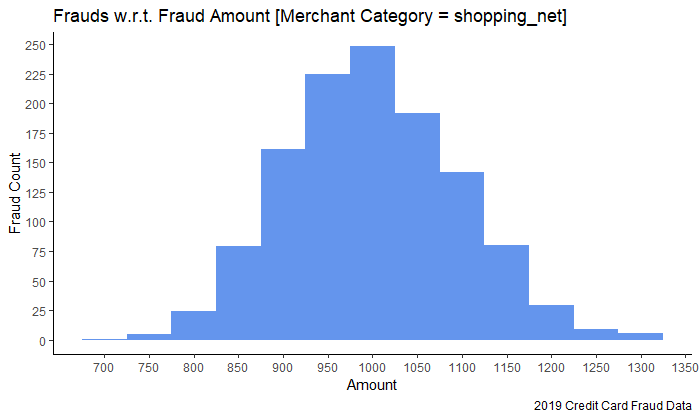 Frauds w.r.t. Fraud Amount [Merchant Category = shopping_net]
Fraud Count
250
225
200
175
150
125
100
75
50
25
0
700 750 800 850 900 950 1000 1050 1100 1150 1200 1250 1300 1350
Amount
2019 Credit Card Fraud Data